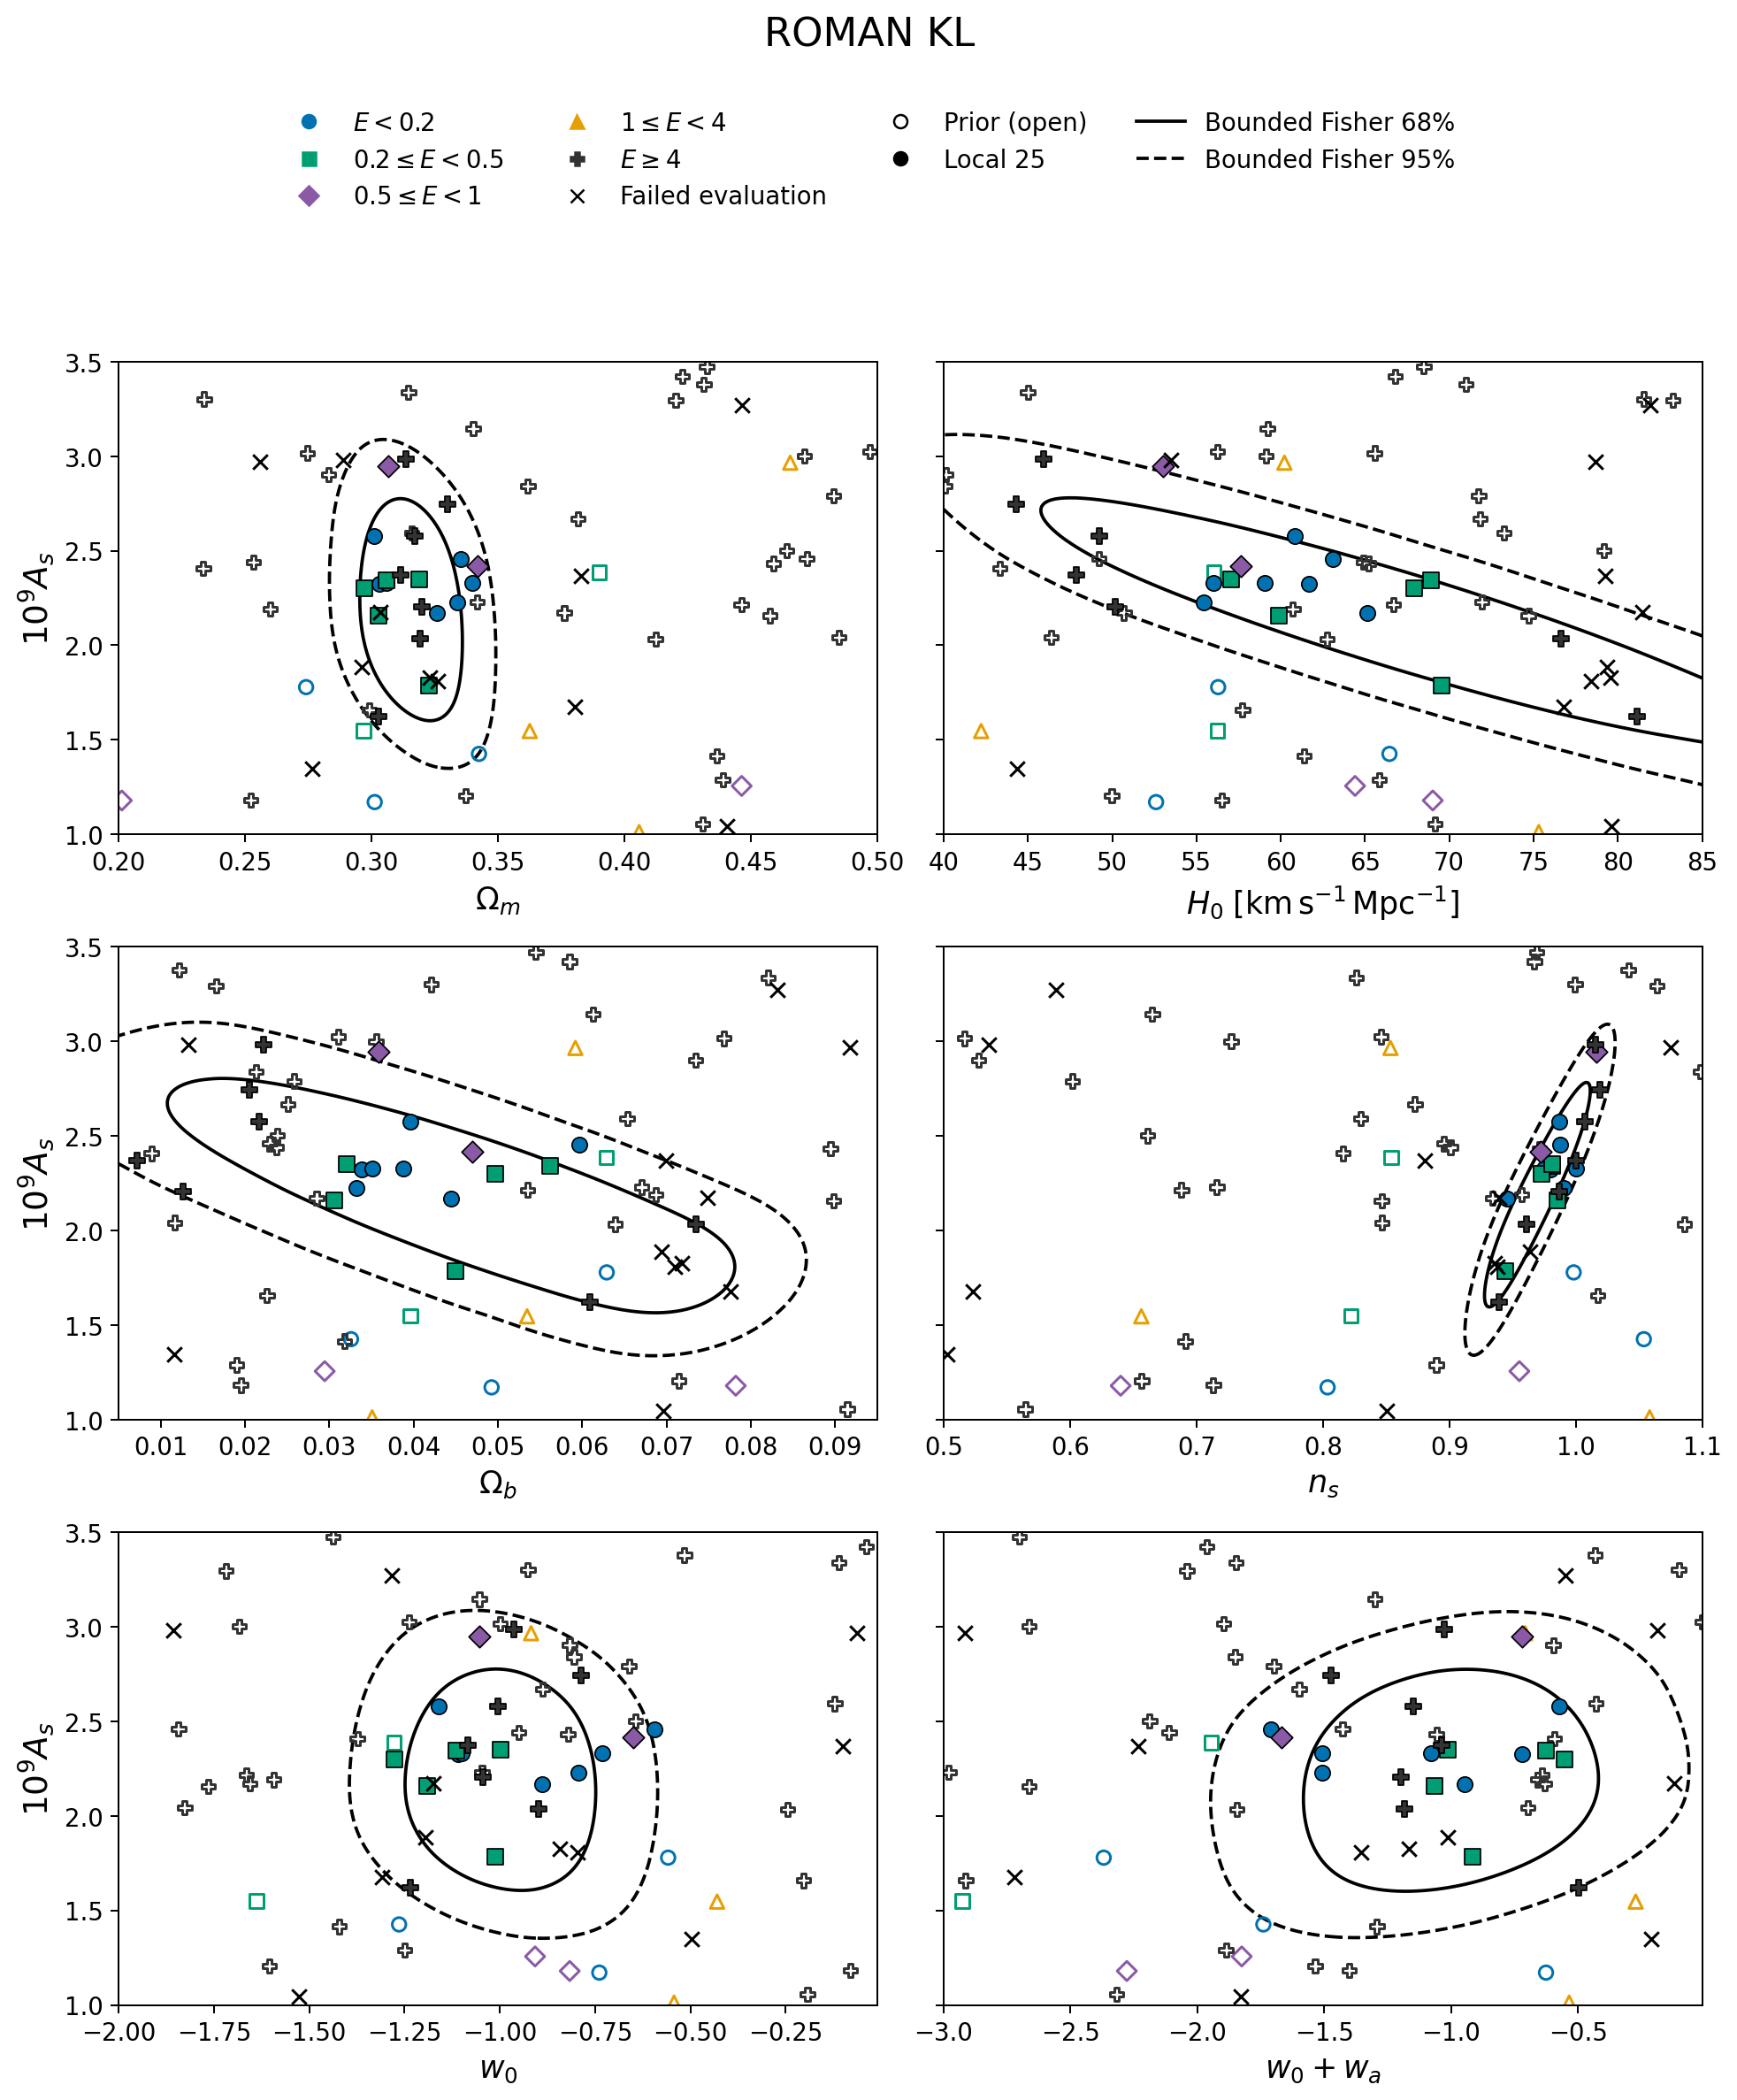 ROMAN KL
E < 0.2
0.2 ≤ E < 0.5
0.5 ≤ E < 1
1 ≤ E < 4
E ≥ 4
Failed evaluation
Prior (open)
Local 25
Bounded Fisher 68%
Bounded Fisher 95%
3.5
3.0
2.5
2.0
1.5
1.0
10⁹Aₛ
0.20 0.25 0.30 0.35 0.40 0.45 0.50
Ωₘ
40 45 50 55 60 65 70 75 80 85
H₀ [km s⁻¹ Mpc⁻¹]
3.5
3.0
2.5
2.0
1.5
1.0
10⁹Aₛ
0.01 0.02 0.03 0.04 0.05 0.06 0.07 0.08 0.09
Ω_b
0.5 0.6 0.7 0.8 0.9 1.0 1.1
nₛ
3.5
3.0
2.5
2.0
1.5
1.0
10⁹Aₛ
−2.00 −1.75 −1.50 −1.25 −1.00 −0.75 −0.50 −0.25
w₀
−3.0 −2.5 −2.0 −1.5 −1.0 −0.5
w₀ + wₐ